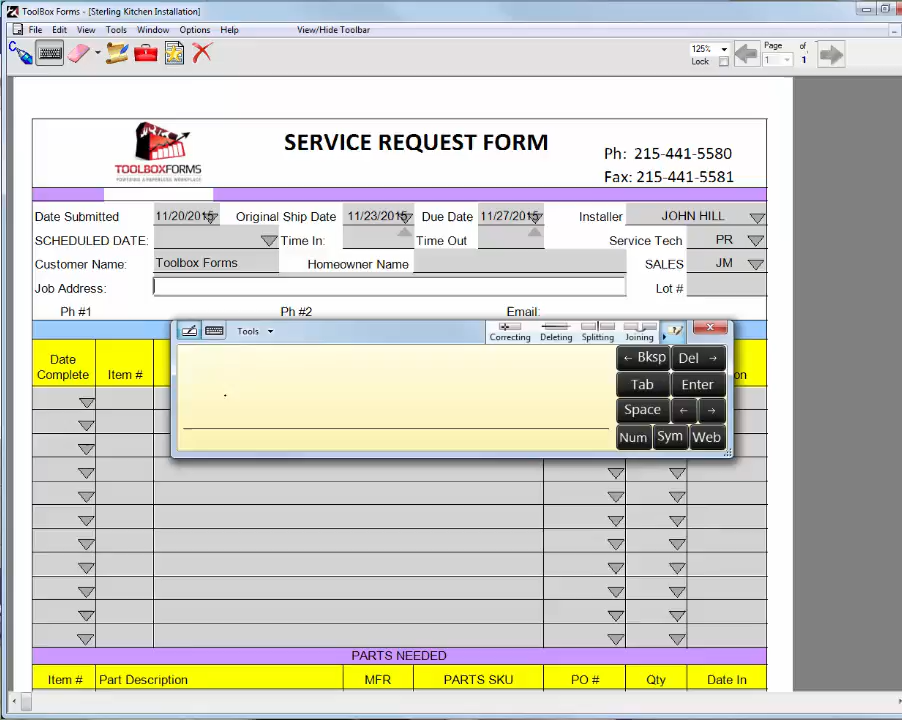 ToolBox Forms - [Sterling Kitchen Installation]
File Edit View Tools Window Options Help View/Hide Toolbar
125% Page of
Lock 1 1
SERVICE REQUEST FORM
Ph: 215-441-5580
TOOLBOXFORMS
Fax: 215-441-5581
Date Submitted 11/20/2015 Original Ship Date 11/23/2015 Due Date 11/27/2015 Installer JOHN HILL
SCHEDULED DATE: Time In: Time Out Service Tech PR
Customer Name: Toolbox Forms Homeowner Name SALES JM
Job Address: Lot #
Ph #1 Ph #2 Email:
Tools Correcting Deleting Splitting Joining
Date Complete Item # on
← Bksp Del →
Tab Enter
Space ← →
Num Sym Web
PARTS NEEDED
Item # Part Description MFR PARTS SKU PO # Qty Date In